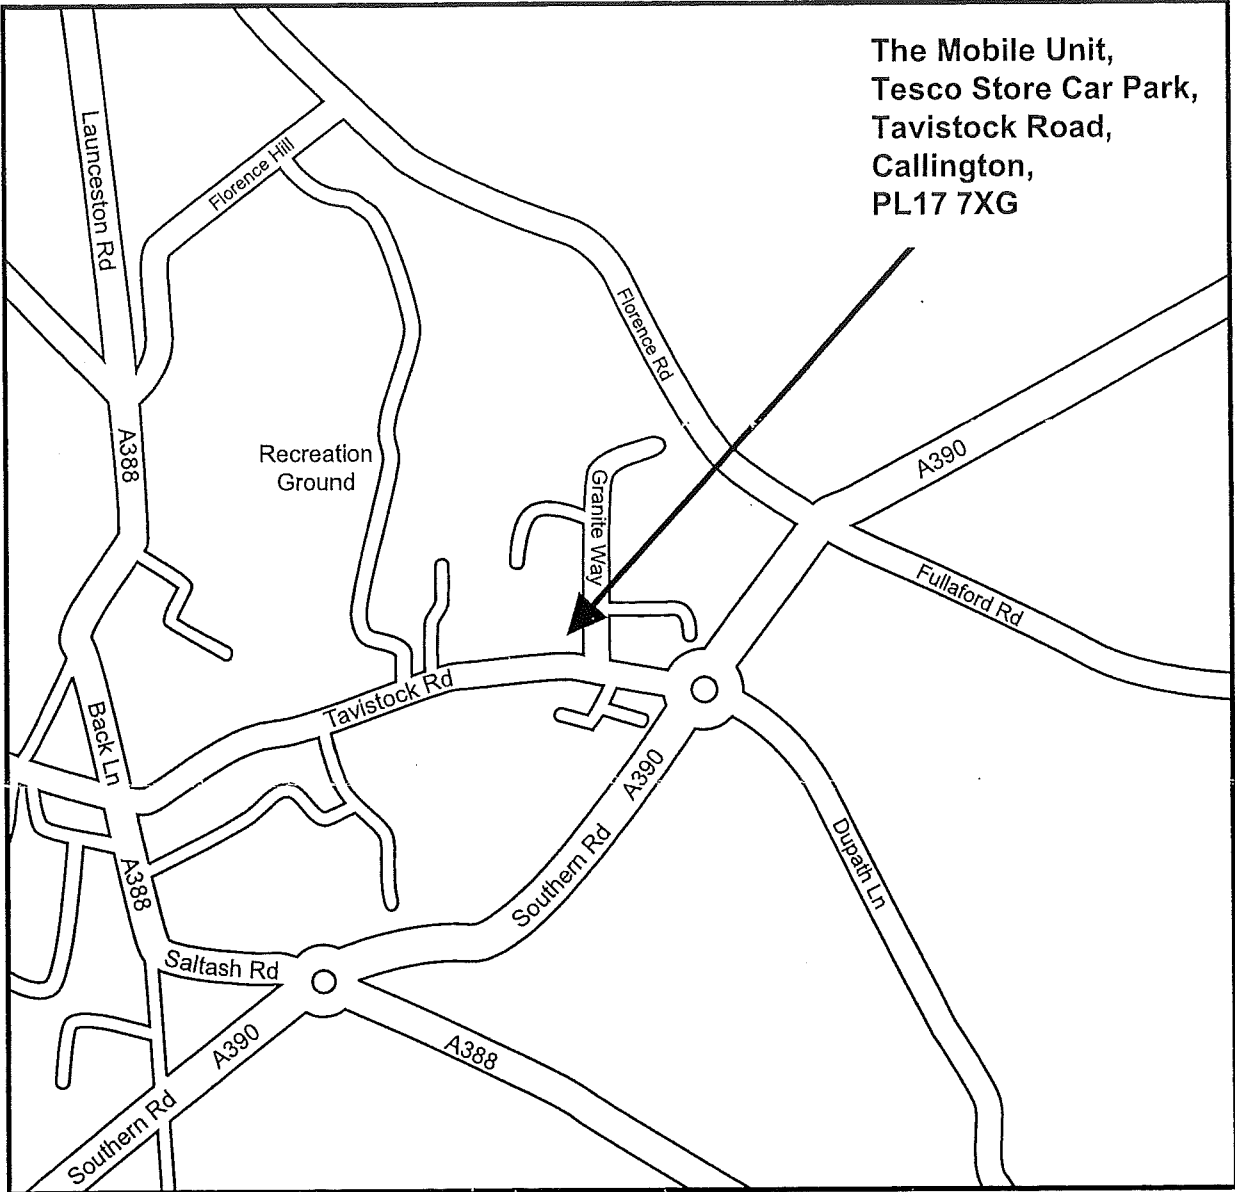 The Mobile Unit,
Tesco Store Car Park,
Tavistock Road,
Callington,
PL17 7XG
Launceston Rd
Florence Hill
Florence Rd
A388
Recreation
Ground
A390
Granite Way
Fullaford Rd
Tavistock Rd
Back Ln
A390
Southern Rd
Dupath Ln
A388
Saltash Rd
A390
A388
Southern Rd